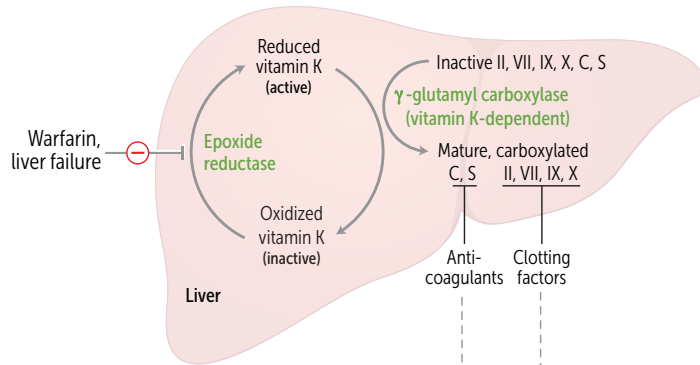 Reduced
vitamin K
(active)
Inactive II, VII, IX, X, C, S
γ-glutamyl carboxylase
(vitamin K-dependent)
Warfarin,
liver failure
Epoxide
reductase
Mature, carboxylated
C, S II, VII, IX, X
Oxidized
vitamin K
(inactive)
Anti-
coagulants
Clotting
factors
Liver